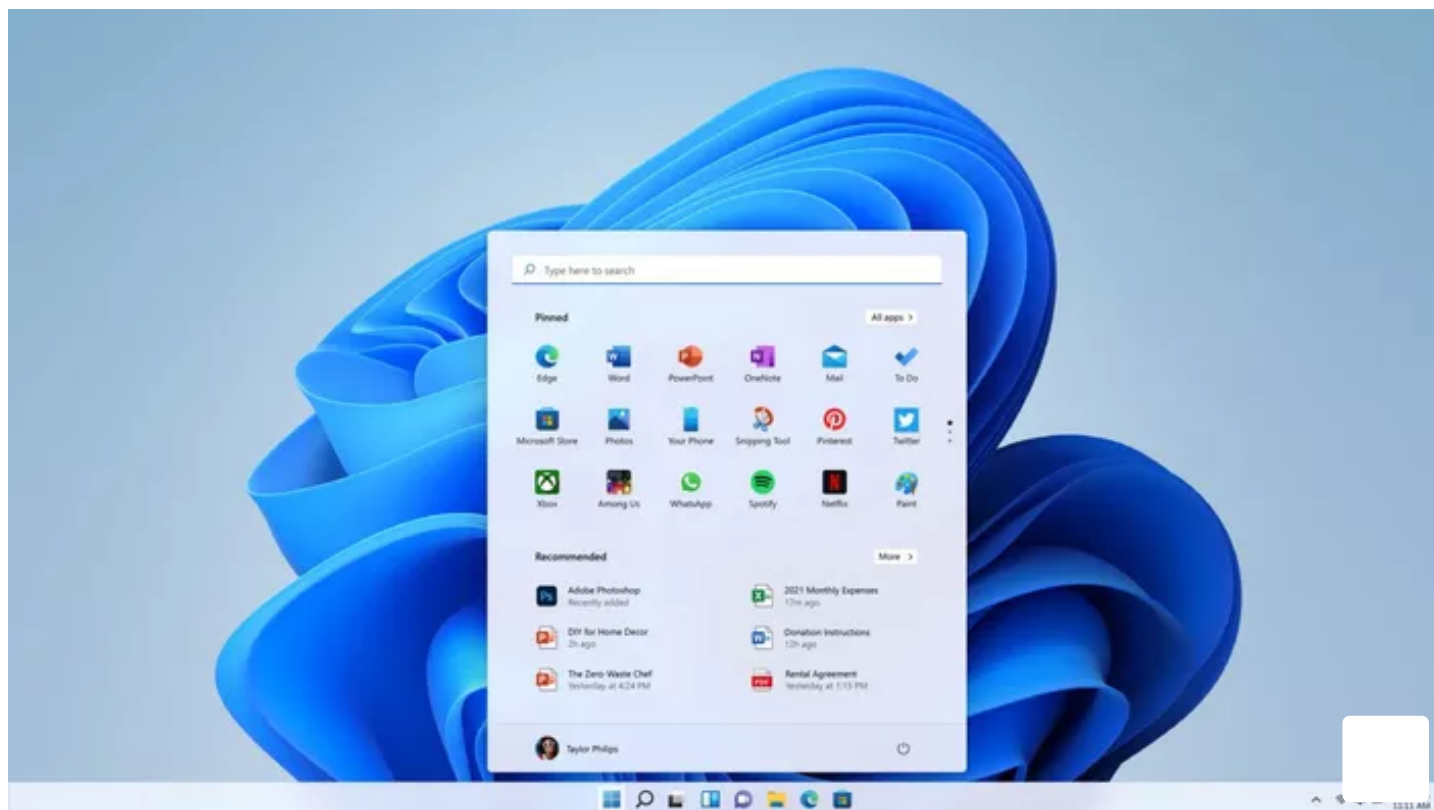 Type here to search
Pinned
All apps >
Edge
Word
PowerPoint
OneNote
Mail
To Do
Microsoft Store
Photos
Your Phone
Snipping Tool
Pinterest
Twitter
Xbox
Among Us
WhatsApp
Spotify
Netflix
Paint
Recommended
More >
Adobe Photoshop
Recently added
2021 Monthly Expenses
17m ago
DIY for Home Decor
2h ago
Donation Instructions
12h ago
The Zero-Waste Chef
Yesterday at 4:24 PM
Rental Agreement
Yesterday at 1:15 PM
Taylor Philips
11:11 AM